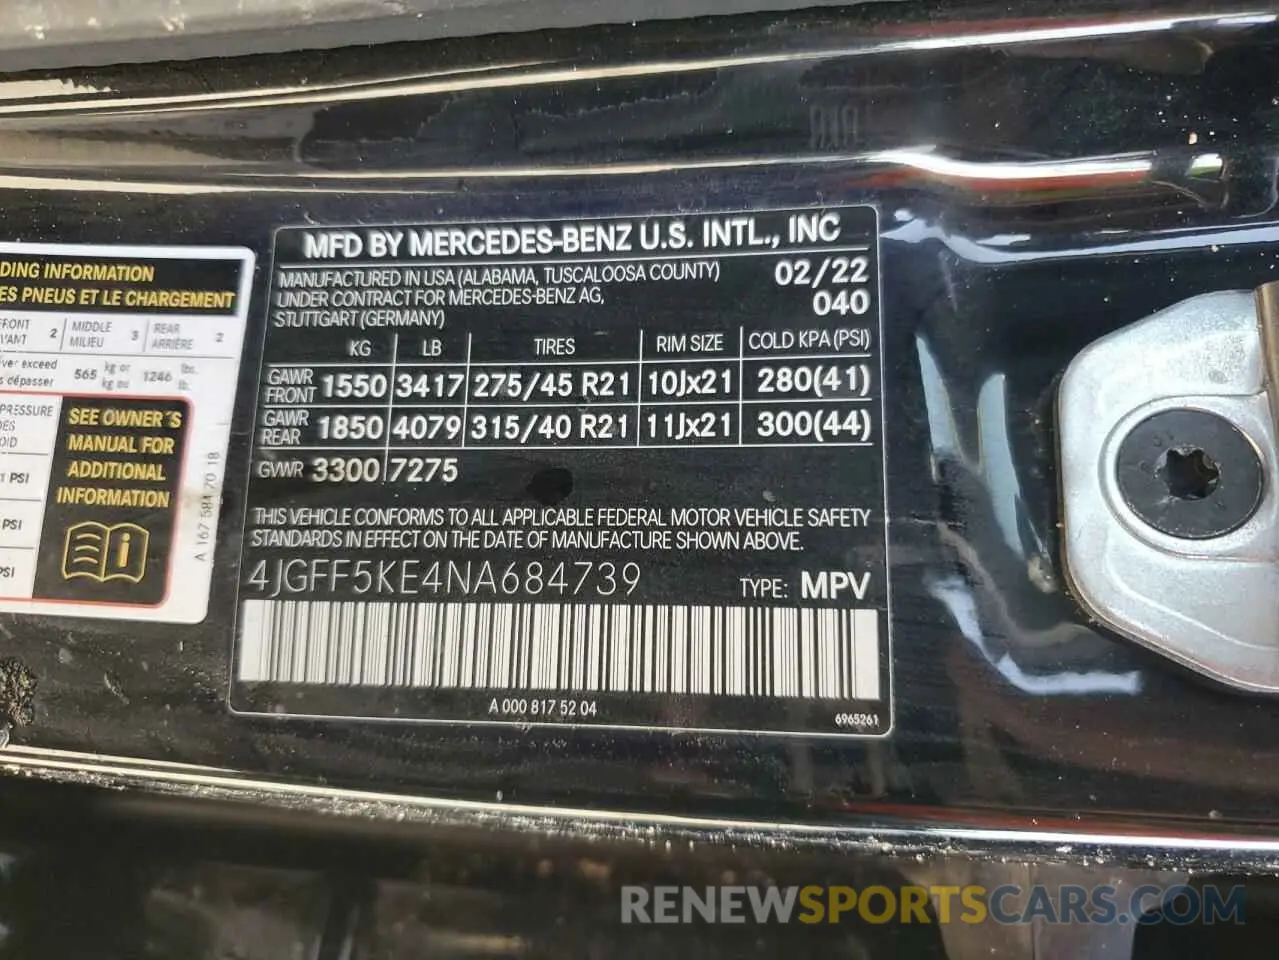 DING INFORMATION
ES PNEUS ET LE CHARGEMENT
FRONT
2
MIDDLE
MILIEU
3
REAR
ARRIÈRE
2
ver exceed
dépasser
565
kg or
kg ou
1246
lbs.
lb.
PRESSURE
SEE OWNER´S
MANUAL FOR
ADDITIONAL
INFORMATION
PSI
PSI
PSI
A 167 584 70 18
MFD BY MERCEDES-BENZ U.S. INTL., INC
MANUFACTURED IN USA (ALABAMA, TUSCALOOSA COUNTY)
UNDER CONTRACT FOR MERCEDES-BENZ AG,
STUTTGART (GERMANY)
02/22
040
KG LB TIRES RIM SIZE COLD KPA (PSI)
GAWR FRONT 1550 3417 275/45 R21 10Jx21 280(41)
GAWR REAR 1850 4079 315/40 R21 11Jx21 300(44)
GVWR 3300 7275
THIS VEHICLE CONFORMS TO ALL APPLICABLE FEDERAL MOTOR VEHICLE SAFETY
STANDARDS IN EFFECT ON THE DATE OF MANUFACTURE SHOWN ABOVE.
4JGFF5KE4NA684739 TYPE: MPV
A 000 817 52 04
6965261
RENEWSPORTSCARS.COM